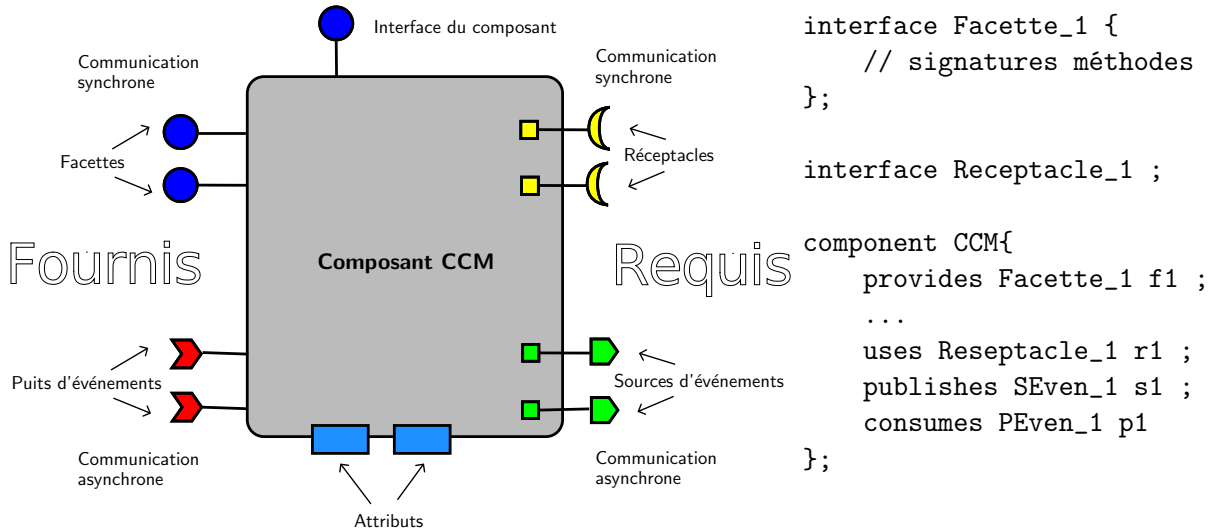 Interface du composant
Communication
synchrone
Facettes
Fournis
Puits d'événements
Communication
asynchrone
Composant CCM
Attributs
Communication
synchrone
Réceptacles
Requis
Sources d'événements
Communication
asynchrone
interface Facette_1 {
// signatures méthodes
};
interface Receptacle_1 ;
component CCM{
provides Facette_1 f1 ;
...
uses Reseptacle_1 r1 ;
publishes SEven_1 s1 ;
consumes PEven_1 p1
};